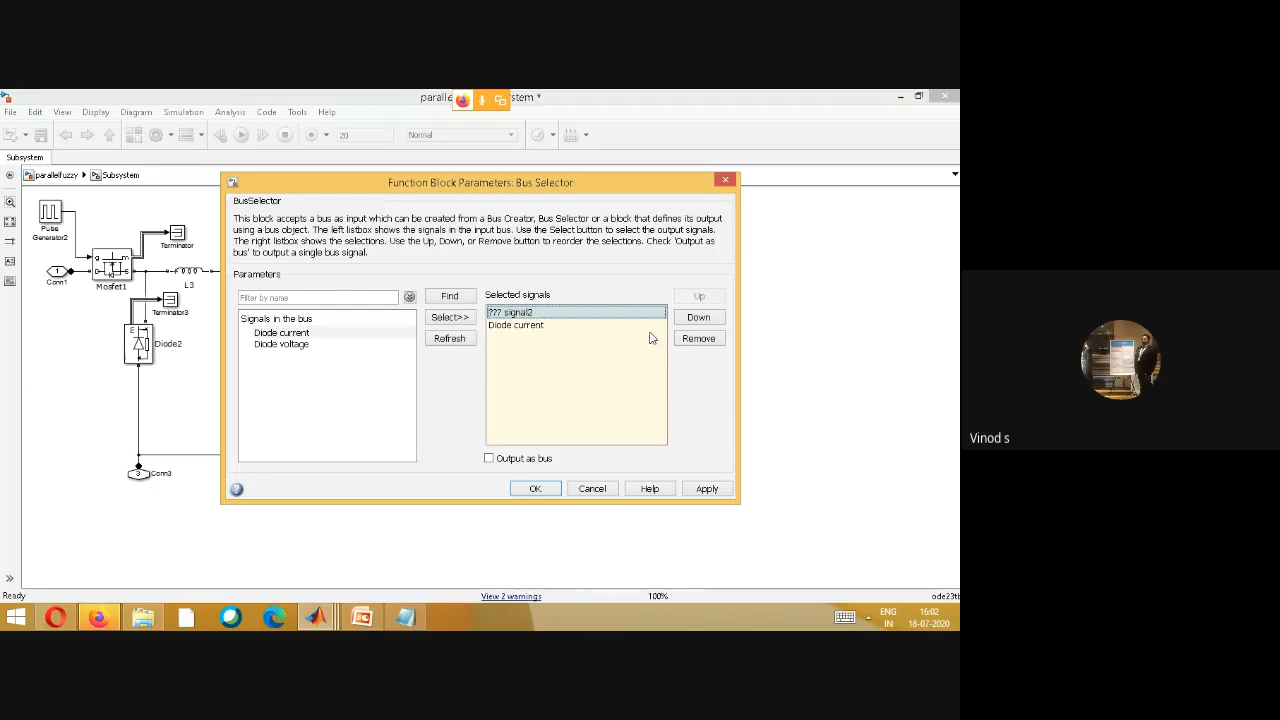 paralle
stem *
File Edit View Display Diagram Simulation Analysis Code Tools Help
20
Normal
Subsystem
parallelfuzzy Subsystem
Function Block Parameters: Bus Selector
BusSelector
This block accepts a bus as input which can be created from a Bus Creator, Bus Selector or a block that defines its output
using a bus object. The left listbox shows the signals in the input bus. Use the Select button to select the output signals.
The right listbox shows the selections. Use the Up, Down, or Remove button to reorder the selections. Check 'Output as
bus' to output a single bus signal.
Parameters
Filter by name
Find
Select>>
Refresh
Signals in the bus
Diode current
Diode voltage
Selected signals
??? signal2
Diode current
Up
Down
Remove
Output as bus
OK
Cancel
Help
Apply
Pulse
Generator2
Terminator
g m
D S
1
Conn1
Mosfet1
L3
Terminator3
E
Diode2
3
Conn3
Vinod s
Ready
View 2 warnings
100%
ode23tb
ENG
IN
16:02
18-07-2020